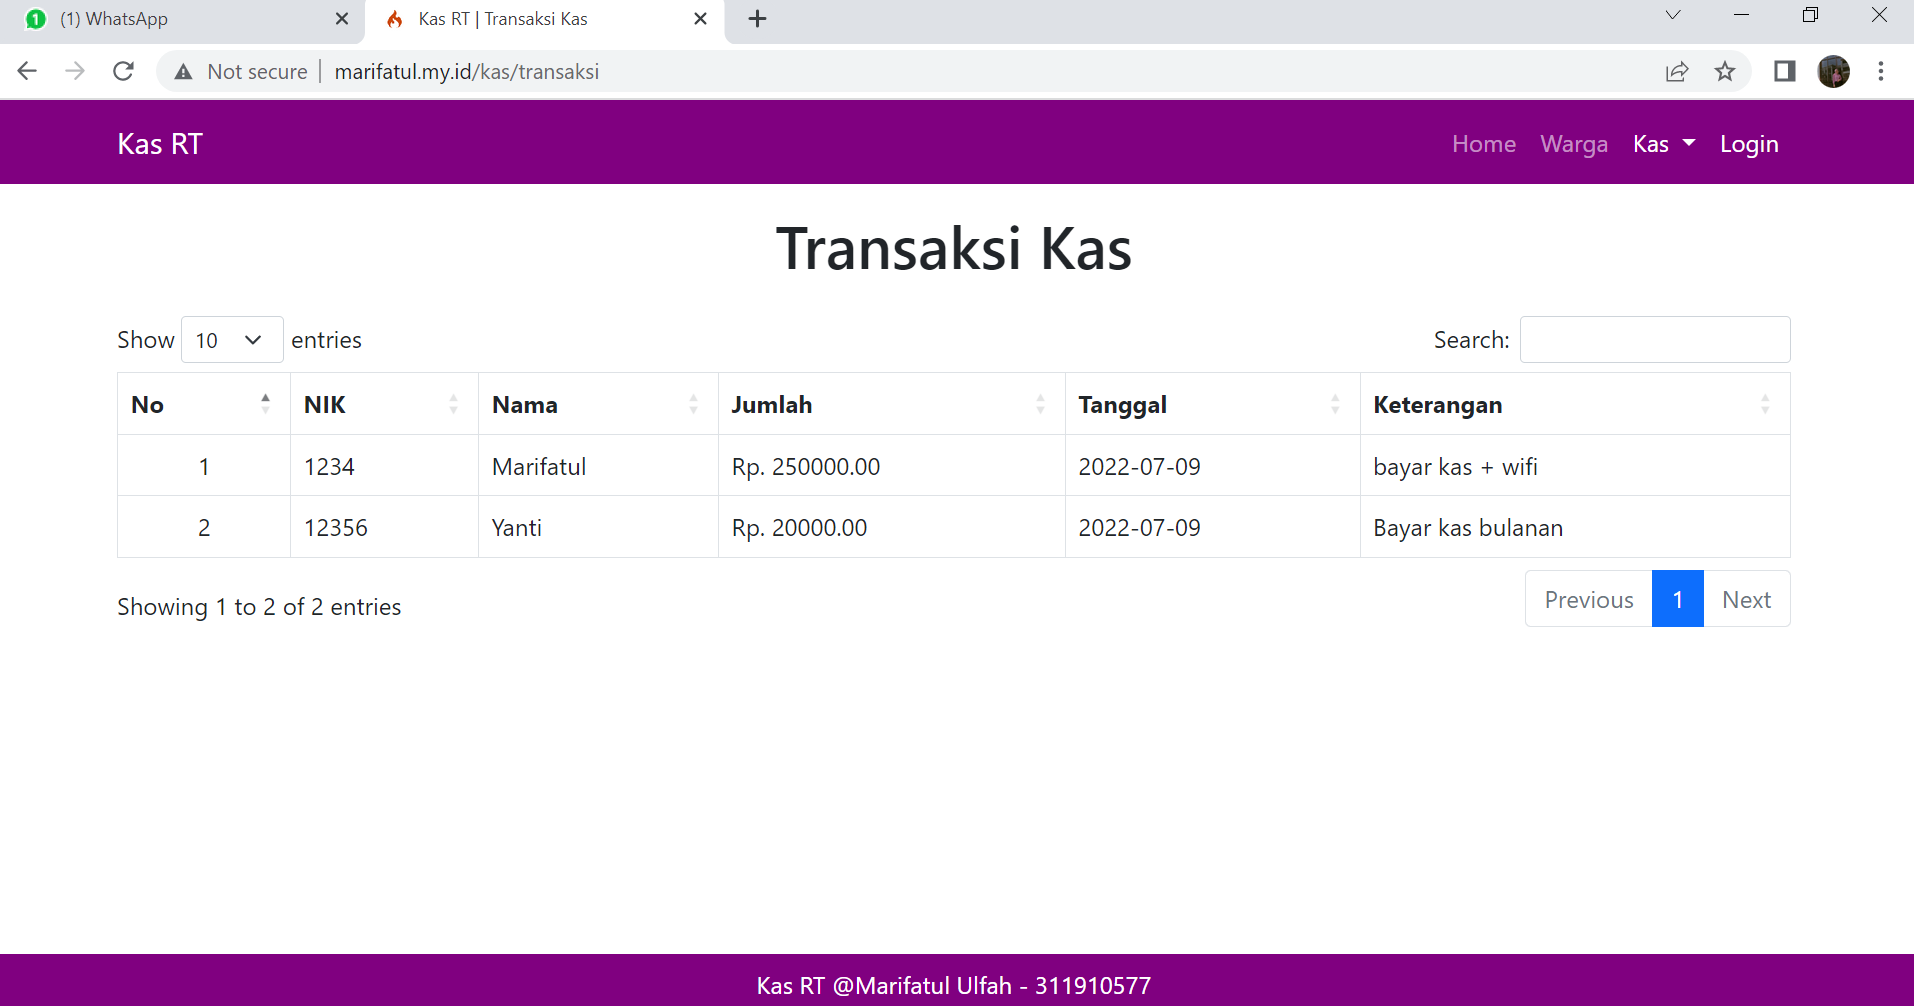 (1) WhatsApp
Kas RT | Transaksi Kas
Not secure | marifatul.my.id/kas/transaksi
Kas RT Home Warga Kas Login
Transaksi Kas
Show 10 entries Search:
No NIK Nama Jumlah Tanggal Keterangan
1 1234 Marifatul Rp. 250000.00 2022-07-09 bayar kas + wifi
2 12356 Yanti Rp. 20000.00 2022-07-09 Bayar kas bulanan
Showing 1 to 2 of 2 entries Previous 1 Next
Kas RT @Marifatul Ulfah - 311910577